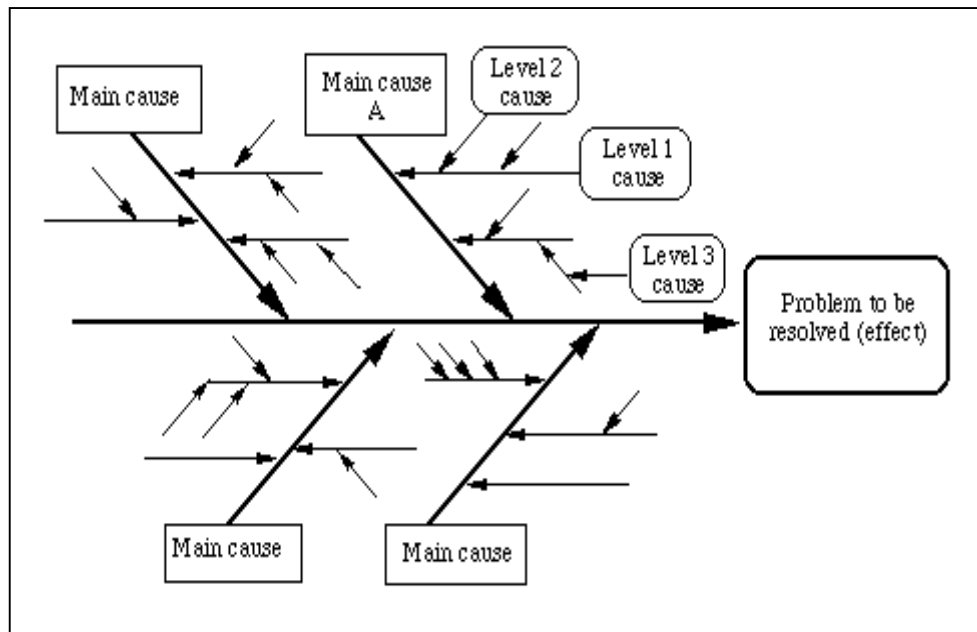 Main cause
Main cause
A
Level 2
cause
Level 1
cause
Level 3
cause
Problem to be
resolved (effect)
Main cause
Main cause